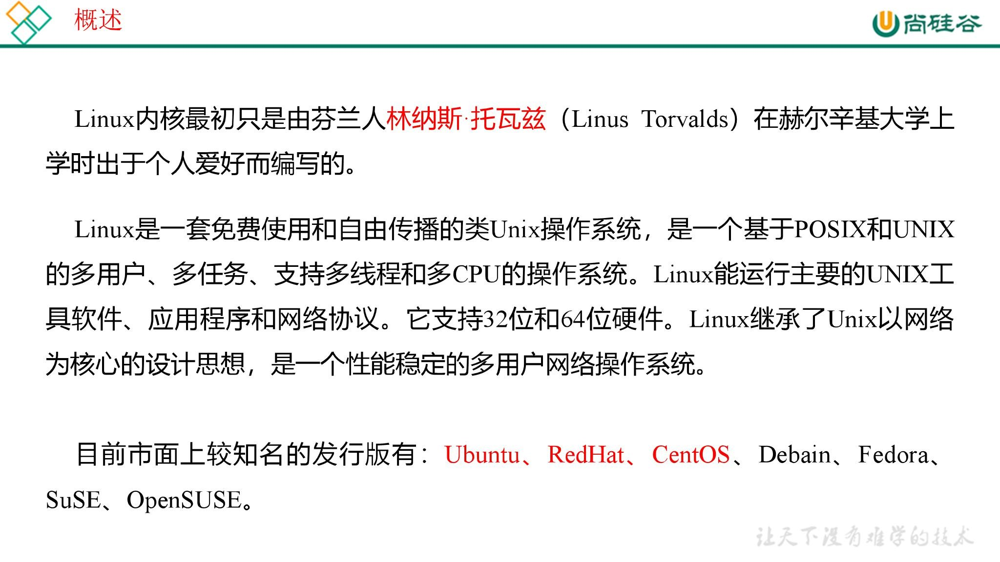 概述
尚硅谷
Linux内核最初只是由芬兰人林纳斯·托瓦兹（Linus Torvalds）在赫尔辛基大学上
学时出于个人爱好而编写的。
Linux是一套免费使用和自由传播的类Unix操作系统，是一个基于POSIX和UNIX
的多用户、多任务、支持多线程和多CPU的操作系统。Linux能运行主要的UNIX工
具软件、应用程序和网络协议。它支持32位和64位硬件。Linux继承了Unix以网络
为核心的设计思想，是一个性能稳定的多用户网络操作系统。
目前市面上较知名的发行版有：Ubuntu、RedHat、CentOS、Debain、Fedora、
SuSE、OpenSUSE。
让天下没有难学的技术